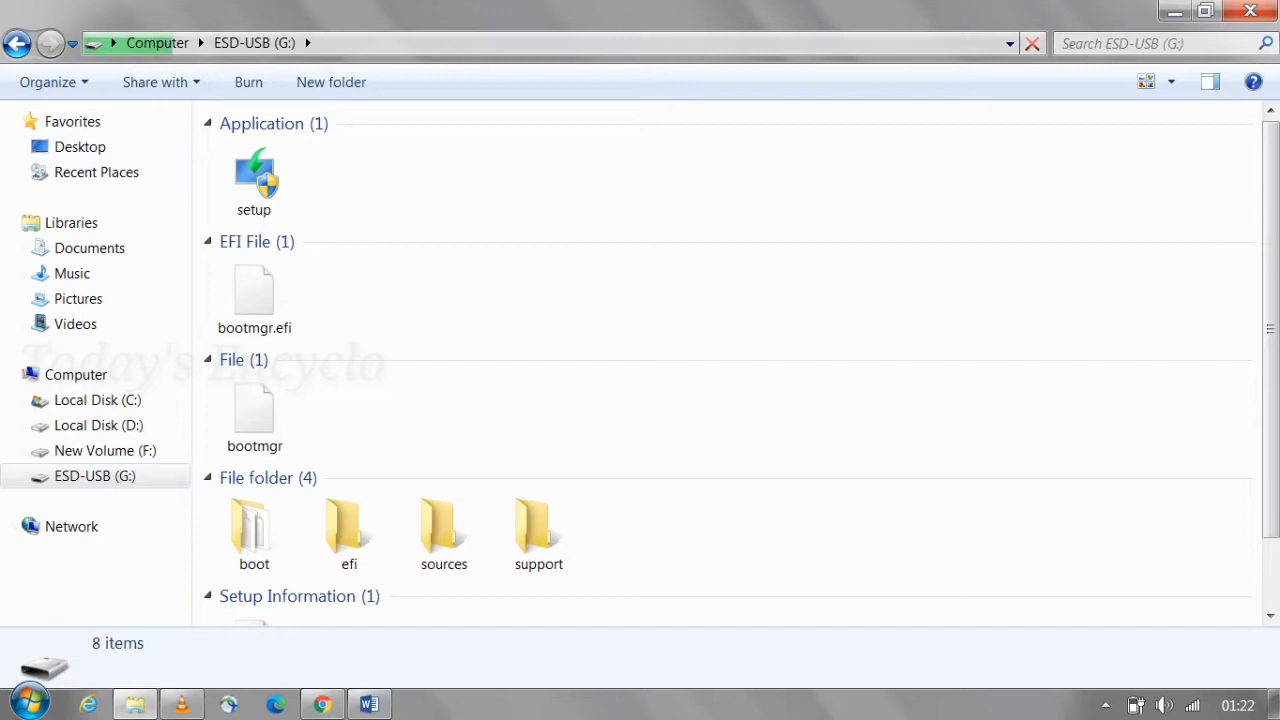 Computer
ESD-USB (G:)
Search ESD-USB (G:)
Organize
Share with
Burn
New folder
Favorites
Desktop
Recent Places
Libraries
Documents
Music
Pictures
Videos
Computer
Local Disk (C:)
Local Disk (D:)
New Volume (F:)
ESD-USB (G:)
Network
Application (1)
setup
EFI File (1)
bootmgr.efi
Today's Encyclo
File (1)
bootmgr
File folder (4)
boot
efi
sources
support
Setup Information (1)
8 items
01:22